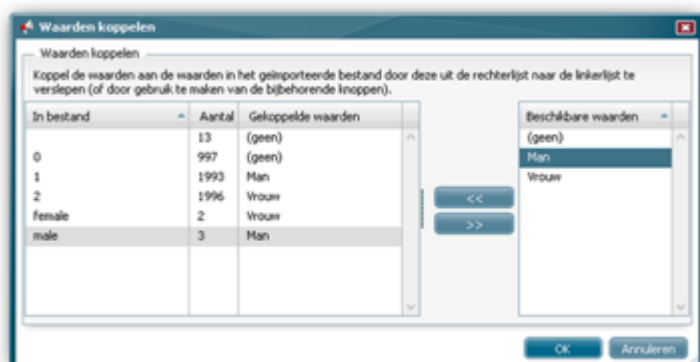 Waarden koppelen
Waarden koppelen
Koppel de waarden aan de waarden in het geïmporteerde bestand door deze uit de rechterlijst naar de linkerlijst te
verslepen (of door gebruik te maken van de bijbehorende knoppen).
In bestand Aantal Gekoppelde waarden Beschikbare waarden
13 (geen) (geen)
0 997 (geen) Man
1 1993 Man Vrouw
2 1996 Vrouw <<
female 2 Vrouw >>
male 3 Man
OK Annuleren